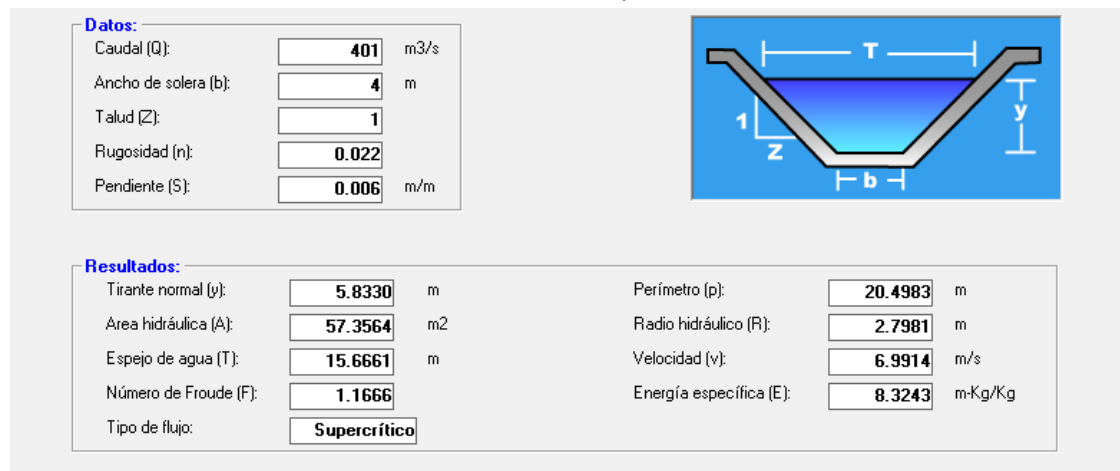 Datos:
Caudal (Q): 401 m3/s
Ancho de solera (b): 4 m
Talud (Z): 1
Rugosidad (n): 0.022
Pendiente (S): 0.006 m/m
T
y
1
Z
b
Resultados:
Tirante normal (y): 5.8330 m Perímetro (p): 20.4983 m
Area hidráulica (A): 57.3564 m2 Radio hidráulico (R): 2.7981 m
Espejo de agua (T): 15.6661 m Velocidad (v): 6.9914 m/s
Número de Froude (F): 1.1666 Energía específica (E): 8.3243 m-Kg/Kg
Tipo de flujo: Supercrítico